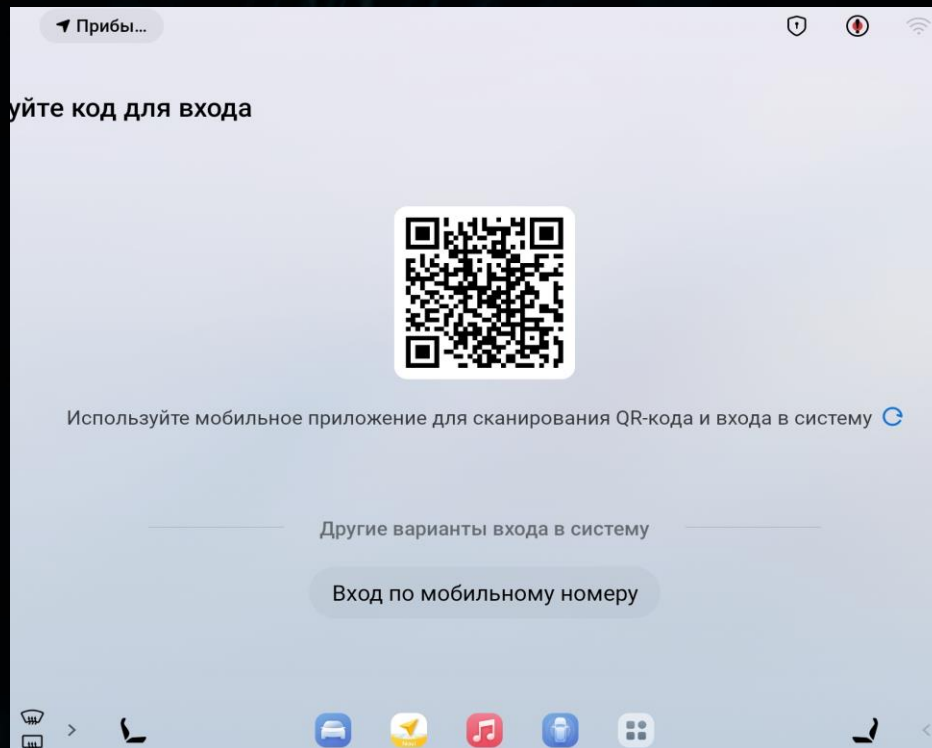 Прибы...
уйте код для входа
Используйте мобильное приложение для сканирования QR-кода и входа в систему
Другие варианты входа в систему
Вход по мобильному номеру